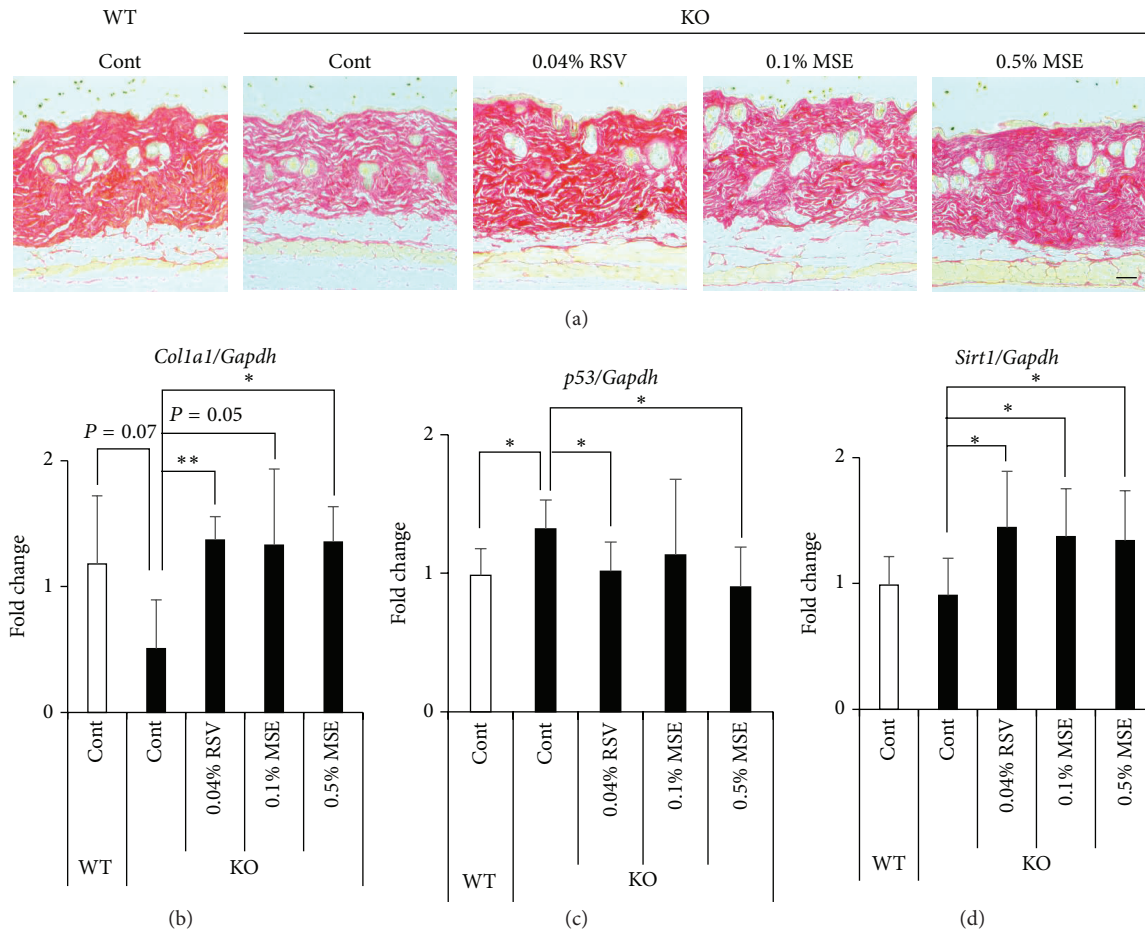 WT KO
Cont Cont 0.04% RSV 0.1% MSE 0.5% MSE
(a)
Col1a1/Gapdh
*
P = 0.05
P = 0.07
**
2
1
0
Fold change
Cont
Cont
0.04% RSV
0.1% MSE
0.5% MSE
WT KO
(b)
p53/Gapdh
*
* *
2
1
0
Fold change
Cont
Cont
0.04% RSV
0.1% MSE
0.5% MSE
WT KO
(c)
Sirt1/Gapdh
*
*
*
2
1
0
Fold change
Cont
Cont
0.04% RSV
0.1% MSE
0.5% MSE
WT KO
(d)